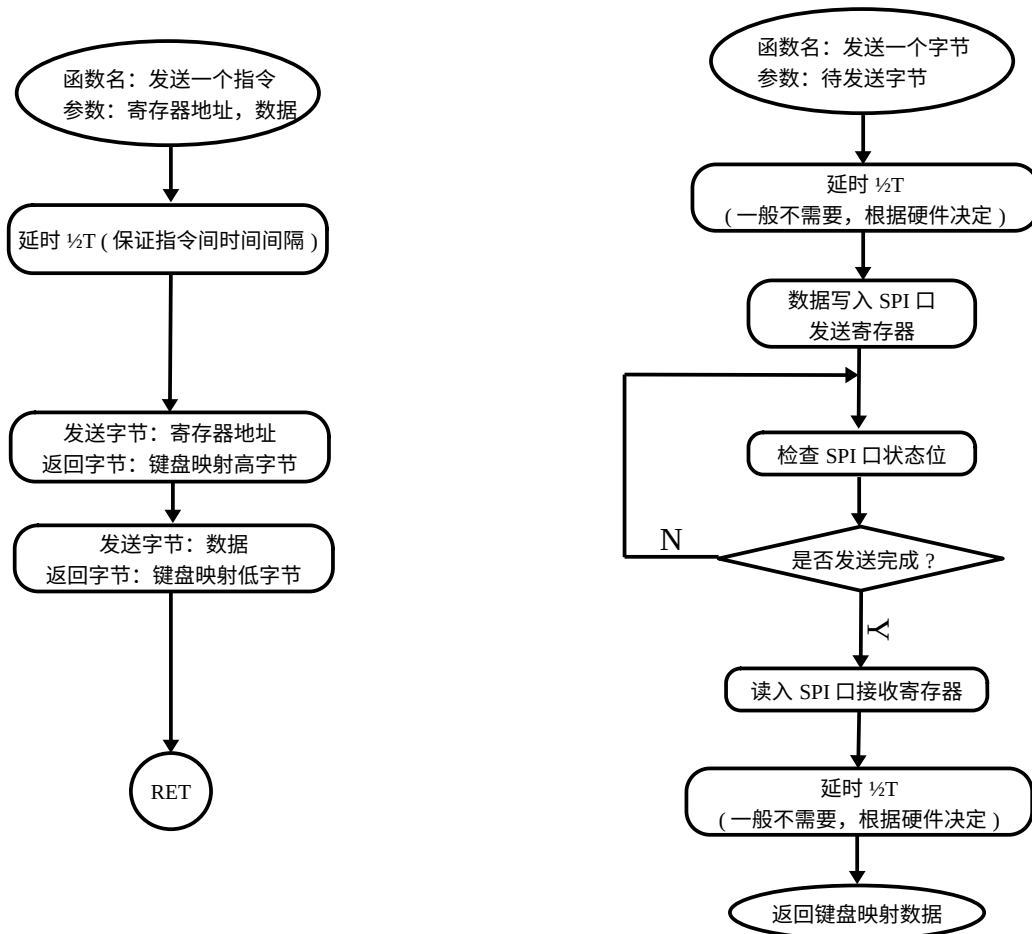 函数名：发送一个指令
参数：寄存器地址，数据
延时 ½T ( 保证指令间时间间隔 )
发送字节：寄存器地址
返回字节：键盘映射高字节
发送字节：数据
返回字节：键盘映射低字节
RET
函数名：发送一个字节
参数：待发送字节
延时 ½T
( 一般不需要，根据硬件决定 )
数据写入 SPI 口
发送寄存器
检查 SPI 口状态位
是否发送完成 ?
N
Y
读入 SPI 口接收寄存器
延时 ½T
( 一般不需要，根据硬件决定 )
返回键盘映射数据